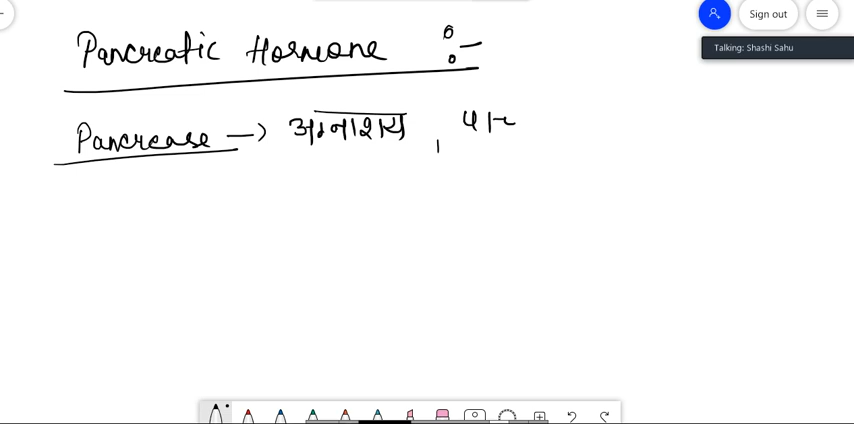 Sign out
Talking: Shashi Sahu
Pancreatic Hormone :-
Pancrease → अग्नाशय ,